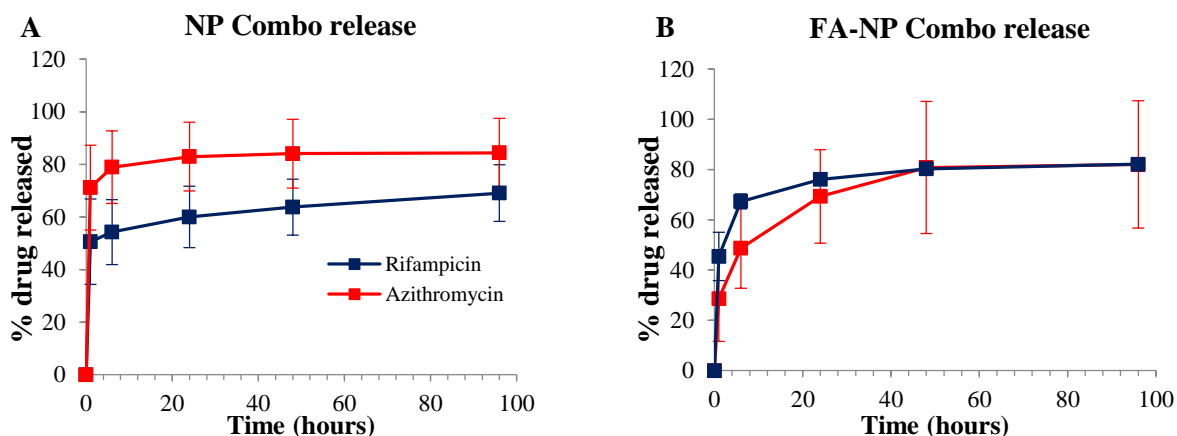 A
NP Combo release
% drug released
120
100
80
60
40
20
0
Rifampicin
Azithromycin
0
20
40
60
80
100
Time (hours)
B
FA-NP Combo release
% drug released
120
100
80
60
40
20
0
0
20
40
60
80
100
Time (hours)